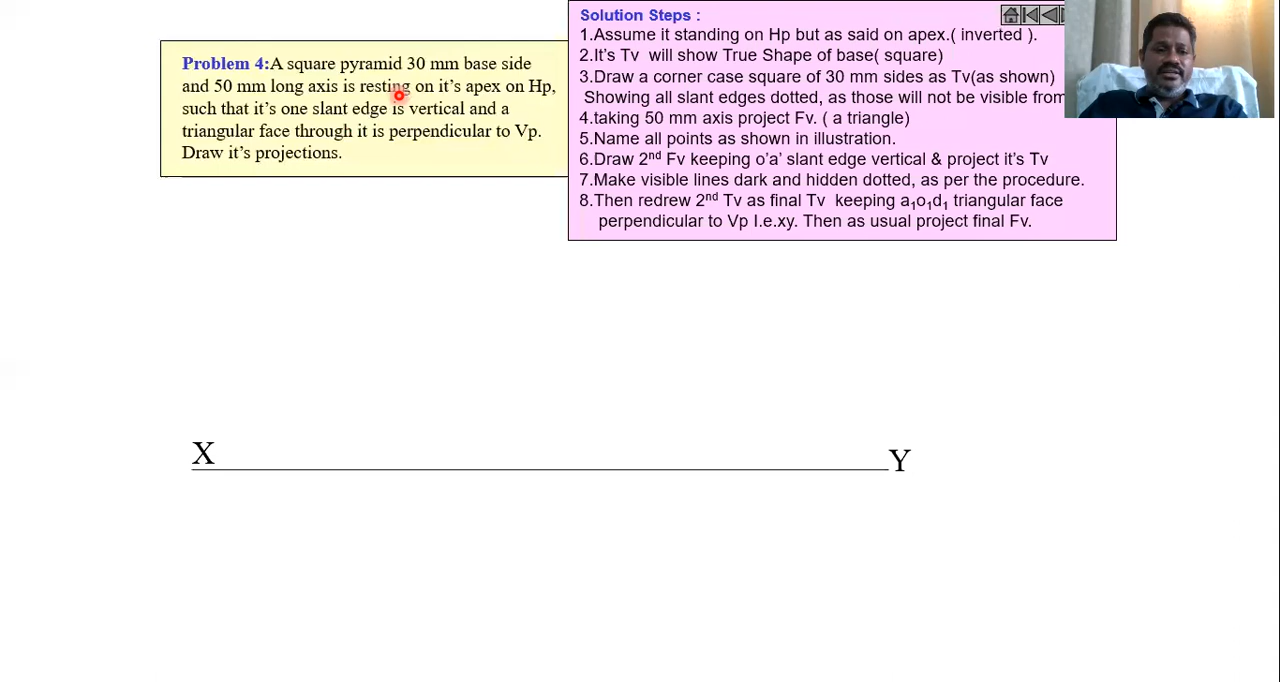 Problem 4:A square pyramid 30 mm base side
and 50 mm long axis is resting on it's apex on Hp,
such that it's one slant edge is vertical and a
triangular face through it is perpendicular to Vp.
Draw it's projections.
Solution Steps :
1.Assume it standing on Hp but as said on apex.( inverted ).
2.It's Tv will show True Shape of base( square)
3.Draw a corner case square of 30 mm sides as Tv(as shown)
Showing all slant edges dotted, as those will not be visible from
4.taking 50 mm axis project Fv. ( a triangle)
5.Name all points as shown in illustration.
6.Draw 2nd Fv keeping o'a' slant edge vertical & project it's Tv
7.Make visible lines dark and hidden dotted, as per the procedure.
8.Then redrew 2nd Tv as final Tv keeping a1o1d1 triangular face
perpendicular to Vp I.e.xy. Then as usual project final Fv.
X
Y